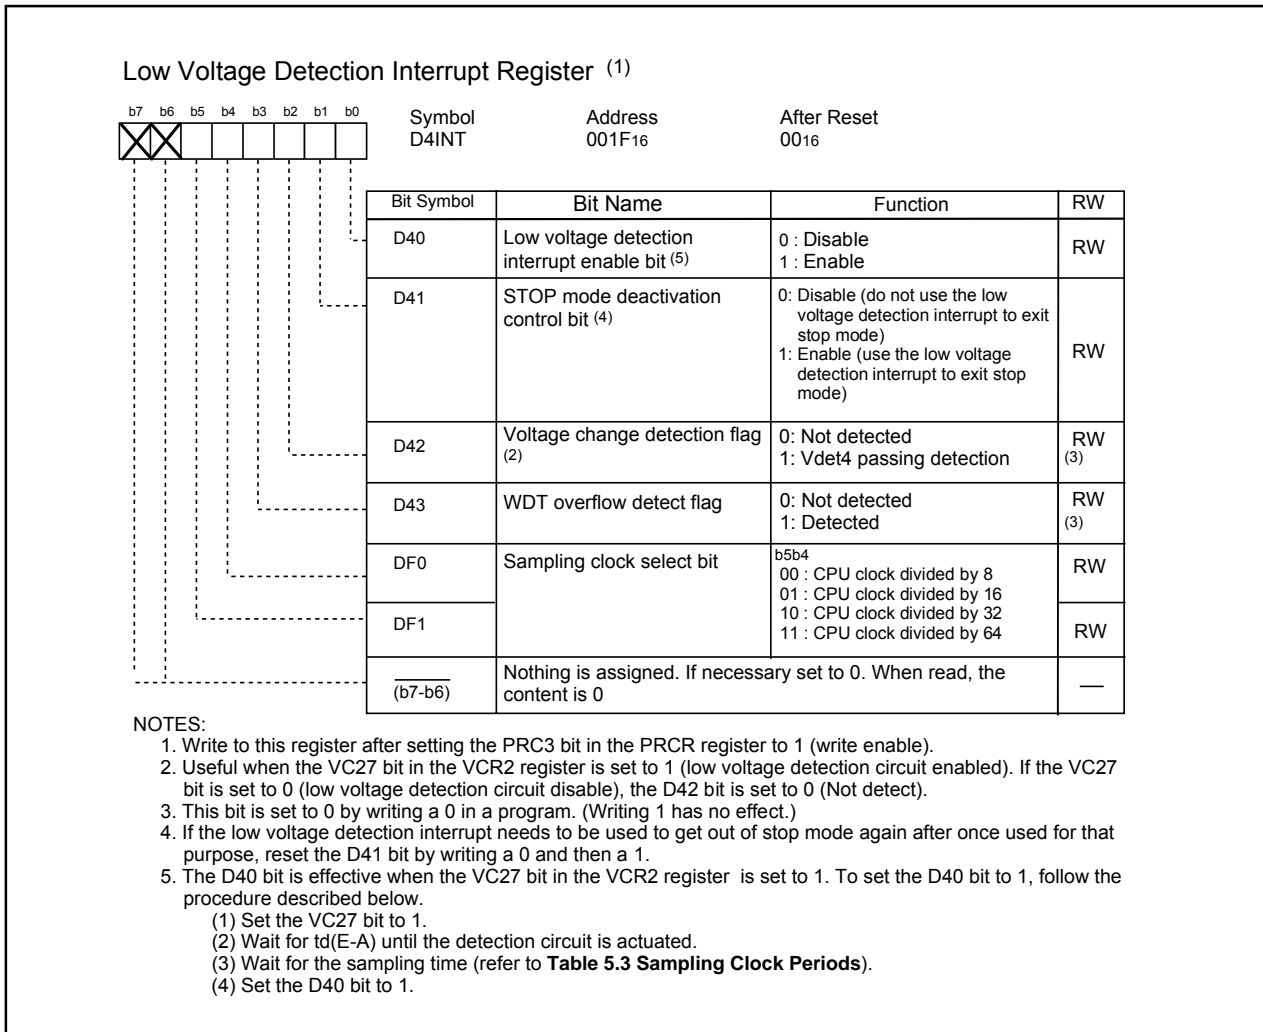 Low Voltage Detection Interrupt Register (1)
b7 b6 b5 b4 b3 b2 b1 b0
Symbol Address After Reset
D4INT 001F16 0016
Bit Symbol Bit Name Function RW
D40 Low voltage detection interrupt enable bit (5) 0 : Disable RW
1 : Enable
D41 STOP mode deactivation control bit (4) 0: Disable (do not use the low
voltage detection interrupt to exit
stop mode)
1: Enable (use the low voltage
detection interrupt to exit stop
mode)
RW
D42 Voltage change detection flag (2) 0: Not detected RW
1: Vdet4 passing detection (3)
D43 WDT overflow detect flag 0: Not detected RW
1: Detected (3)
DF0 Sampling clock select bit b5b4 RW
00 : CPU clock divided by 8
01 : CPU clock divided by 16
10 : CPU clock divided by 32
DF1 11 : CPU clock divided by 64 RW
(b7-b6) Nothing is assigned. If necessary set to 0. When read, the
content is 0 —
NOTES:
1. Write to this register after setting the PRC3 bit in the PRCR register to 1 (write enable).
2. Useful when the VC27 bit in the VCR2 register is set to 1 (low voltage detection circuit enabled). If the VC27
bit is set to 0 (low voltage detection circuit disable), the D42 bit is set to 0 (Not detect).
3. This bit is set to 0 by writing a 0 in a program. (Writing 1 has no effect.)
4. If the low voltage detection interrupt needs to be used to get out of stop mode again after once used for that
purpose, reset the D41 bit by writing a 0 and then a 1.
5. The D40 bit is effective when the VC27 bit in the VCR2 register is set to 1. To set the D40 bit to 1, follow the
procedure described below.
(1) Set the VC27 bit to 1.
(2) Wait for td(E-A) until the detection circuit is actuated.
(3) Wait for the sampling time (refer to Table 5.3 Sampling Clock Periods).
(4) Set the D40 bit to 1.